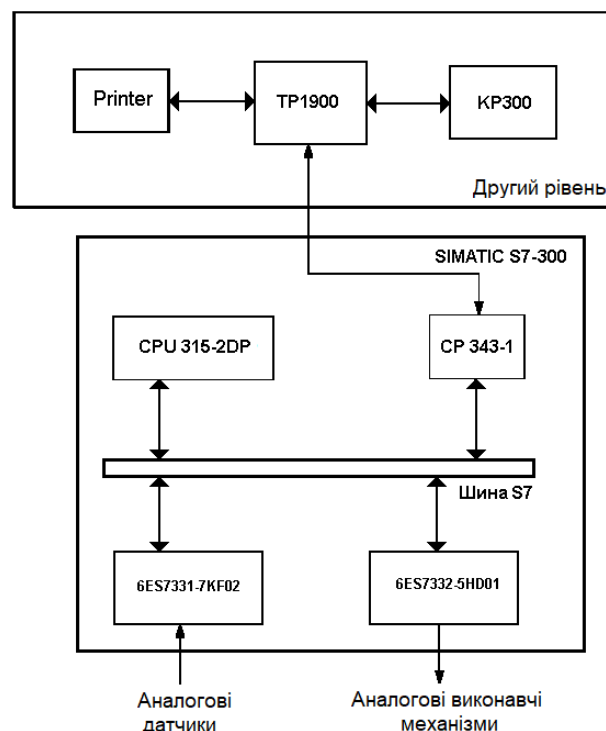 Printer
TP1900
KP300
Другий рівень
SIMATIC S7-300
CPU 315-2DP
CP 343-1
Шина S7
6ES7331-7KF02
6ES7332-5HD01
Аналогові
датчики
Аналогові виконавчі
механізми